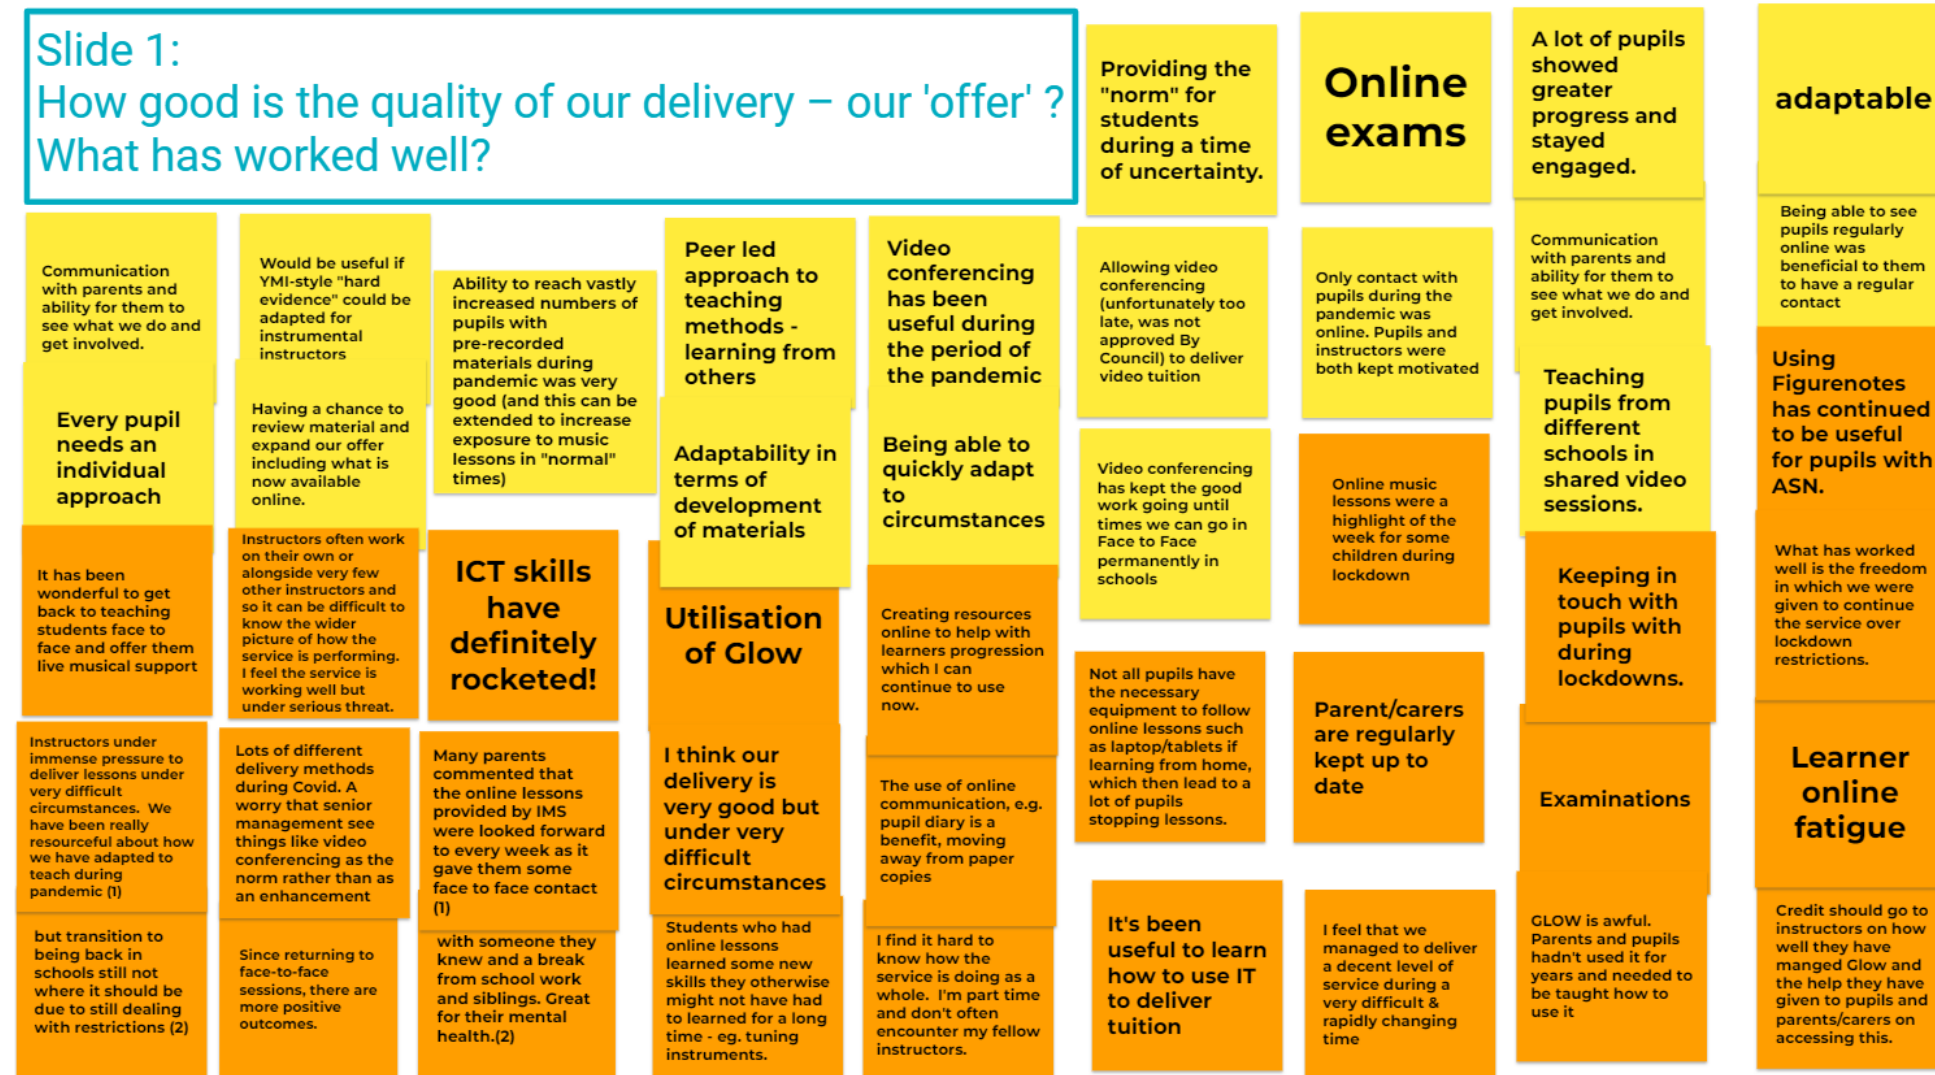 Slide 1:
How good is the quality of our delivery – our 'offer' ?
What has worked well?
Providing the
"norm" for
students
during a time
of uncertainty.
Online
exams
A lot of pupils
showed
greater
progress and
stayed
engaged.
adaptable
Communication
with parents and
ability for them to
see what we do and
get involved.
Would be useful if
YMI-style "hard
evidence" could be
adapted for
instrumental
instructors
Ability to reach vastly
increased numbers of
pupils with
pre-recorded
materials during
pandemic was very
good (and this can be
extended to increase
exposure to music
lessons in "normal"
times)
Peer led
approach to
teaching
methods -
learning from
others
Video
conferencing
has been
useful during
the period of
the pandemic
Allowing video
conferencing
(unfortunately too
late, was not
approved By
Council) to deliver
video tuition
Only contact with
pupils during the
pandemic was
online. Pupils and
instructors were
both kept motivated
Communication
with parents and
ability for them to
see what we do and
get involved.
Being able to see
pupils regularly
online was
beneficial to them
to have a regular
contact
Every pupil
needs an
individual
approach
Having a chance to
review material and
expand our offer
including what is
now available
online.
Adaptability in
terms of
development
of materials
Being able to
quickly adapt
to
circumstances
Video conferencing
has kept the good
work going until
times we can go in
Face to Face
permanently in
schools
Online music
lessons were a
highlight of the
week for some
children during
lockdown
Teaching
pupils from
different
schools in
shared video
sessions.
Using
Figurenotes
has continued
to be useful
for pupils with
ASN.
It has been
wonderful to get
back to teaching
students face to
face and offer them
live musical support
Instructors often work
on their own or
alongside very few
other instructors and
so it can be difficult to
know the wider
picture of how the
service is performing.
I feel the service is
working well but
under serious threat.
ICT skills
have
definitely
rocketed!
Utilisation
of Glow
Creating resources
online to help with
learners progression
which I can
continue to use
now.
Not all pupils have
the necessary
equipment to follow
online lessons such
as laptop/tablets if
learning from home,
which then lead to a
lot of pupils
stopping lessons.
Parent/carers
are regularly
kept up to
date
Keeping in
touch with
pupils with
during
lockdowns.
What has worked
well is the freedom
in which we were
given to continue
the service over
lockdown
restrictions.
Instructors under
immense pressure to
deliver lessons under
very difficult
circumstances. We
have been really
resourceful about how
we have adapted to
teach during
pandemic (1)
Lots of different
delivery methods
during Covid. A
worry that senior
management see
things like video
conferencing as the
norm rather than as
an enhancement
Many parents
commented that
the online lessons
provided by IMS
were looked forward
to every week as it
gave them some
face to face contact
(1)
I think our
delivery is
very good but
under very
difficult
circumstances
The use of online
communication, e.g.
pupil diary is a
benefit, moving
away from paper
copies
Examinations
Learner
online
fatigue
but transition to
being back in
schools still not
where it should be
due to still dealing
with restrictions (2)
Since returning to
face-to-face
sessions, there are
more positive
outcomes.
with someone they
knew and a break
from school work
and siblings. Great
for their mental
health.(2)
Students who had
online lessons
learned some new
skills they otherwise
might not have had
to learned for a long
time - eg. tuning
instruments.
I find it hard to
know how the
service is doing as a
whole. I'm part time
and don't often
encounter my fellow
instructors.
It's been
useful to learn
how to use IT
to deliver
tuition
I feel that we
managed to deliver
a decent level of
service during a
very difficult &
rapidly changing
time
GLOW is awful.
Parents and pupils
hadn't used it for
years and needed to
be taught how to
use it
Credit should go to
instructors on how
well they have
manged Glow and
the help they have
given to pupils and
parents/carers on
accessing this.